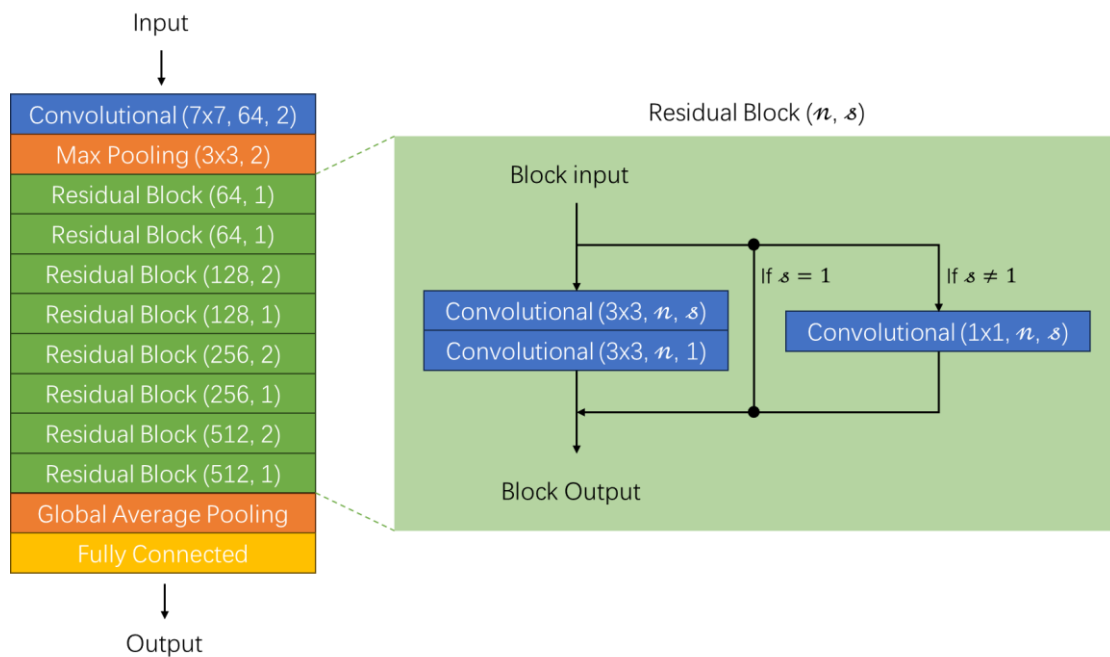 Input
Convolutional (7x7, 64, 2)
Max Pooling (3x3, 2)
Residual Block (64, 1)
Residual Block (64, 1)
Residual Block (128, 2)
Residual Block (128, 1)
Residual Block (256, 2)
Residual Block (256, 1)
Residual Block (512, 2)
Residual Block (512, 1)
Global Average Pooling
Fully Connected
Output
Residual Block (𝓃, 𝓈)
Block input
If 𝓈 = 1
If 𝓈 ≠ 1
Convolutional (3x3, 𝓃, 𝓈)
Convolutional (3x3, 𝓃, 1)
Convolutional (1x1, 𝓃, 𝓈)
Block Output